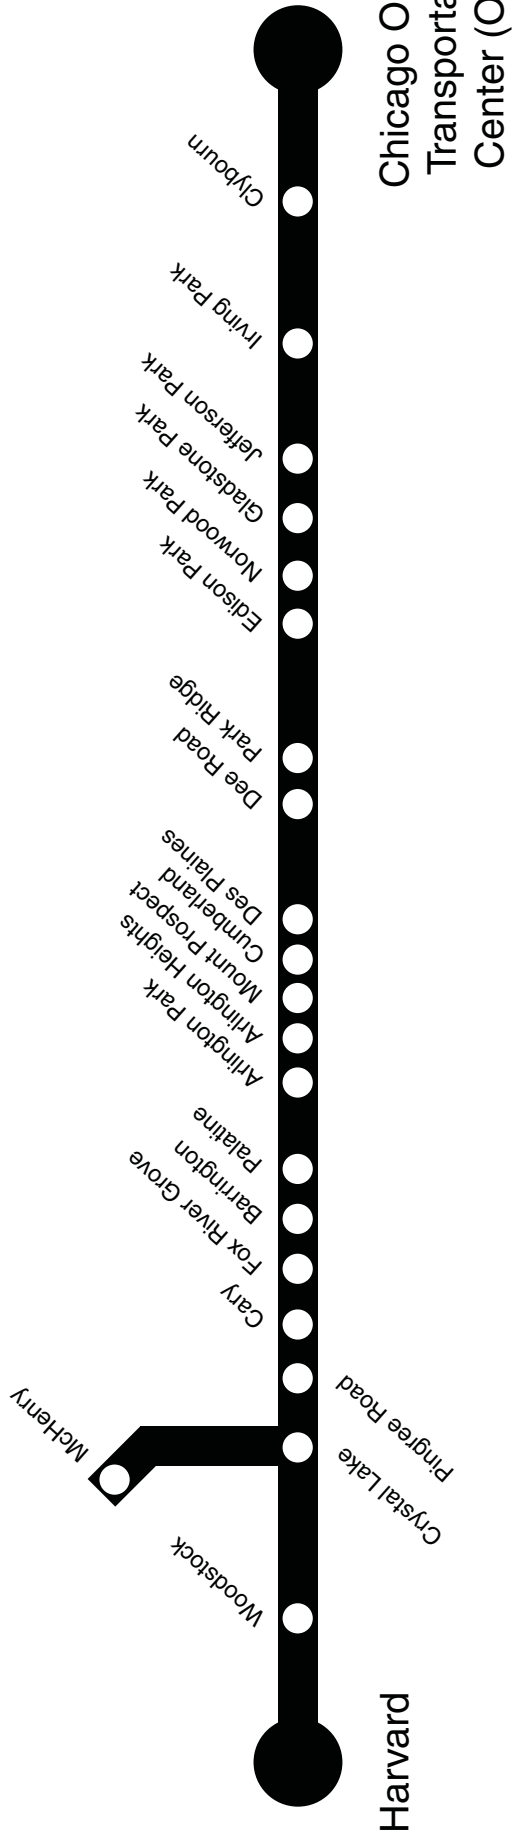 Chicago O
Transporta
Center (O
Clybourn
Irving Park
Jefferson Park
Gladstone Park
Norwood Park
Edison Park
Park Ridge
Dee Road
Des Plaines
Cumberland
Mount Prospect
Arlington Heights
Arlington Park
Palatine
Barrington
Fox River Grove
Cary
Pingree Road
Crystal Lake
McHenry
Woodstock
Harvard